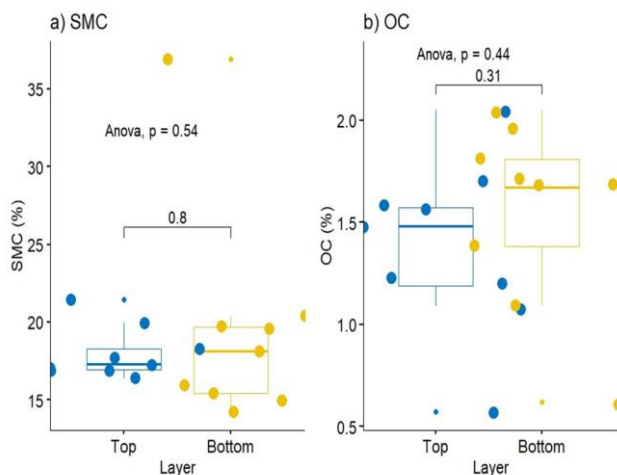 a) SMC
Anova, p = 0.54
0.8
35
30
25
20
15
SMC (%)
Top
Bottom
Layer
b) OC
Anova, p = 0.44
0.31
2.0
1.5
1.0
0.5
OC (%)
Top
Bottom
Layer